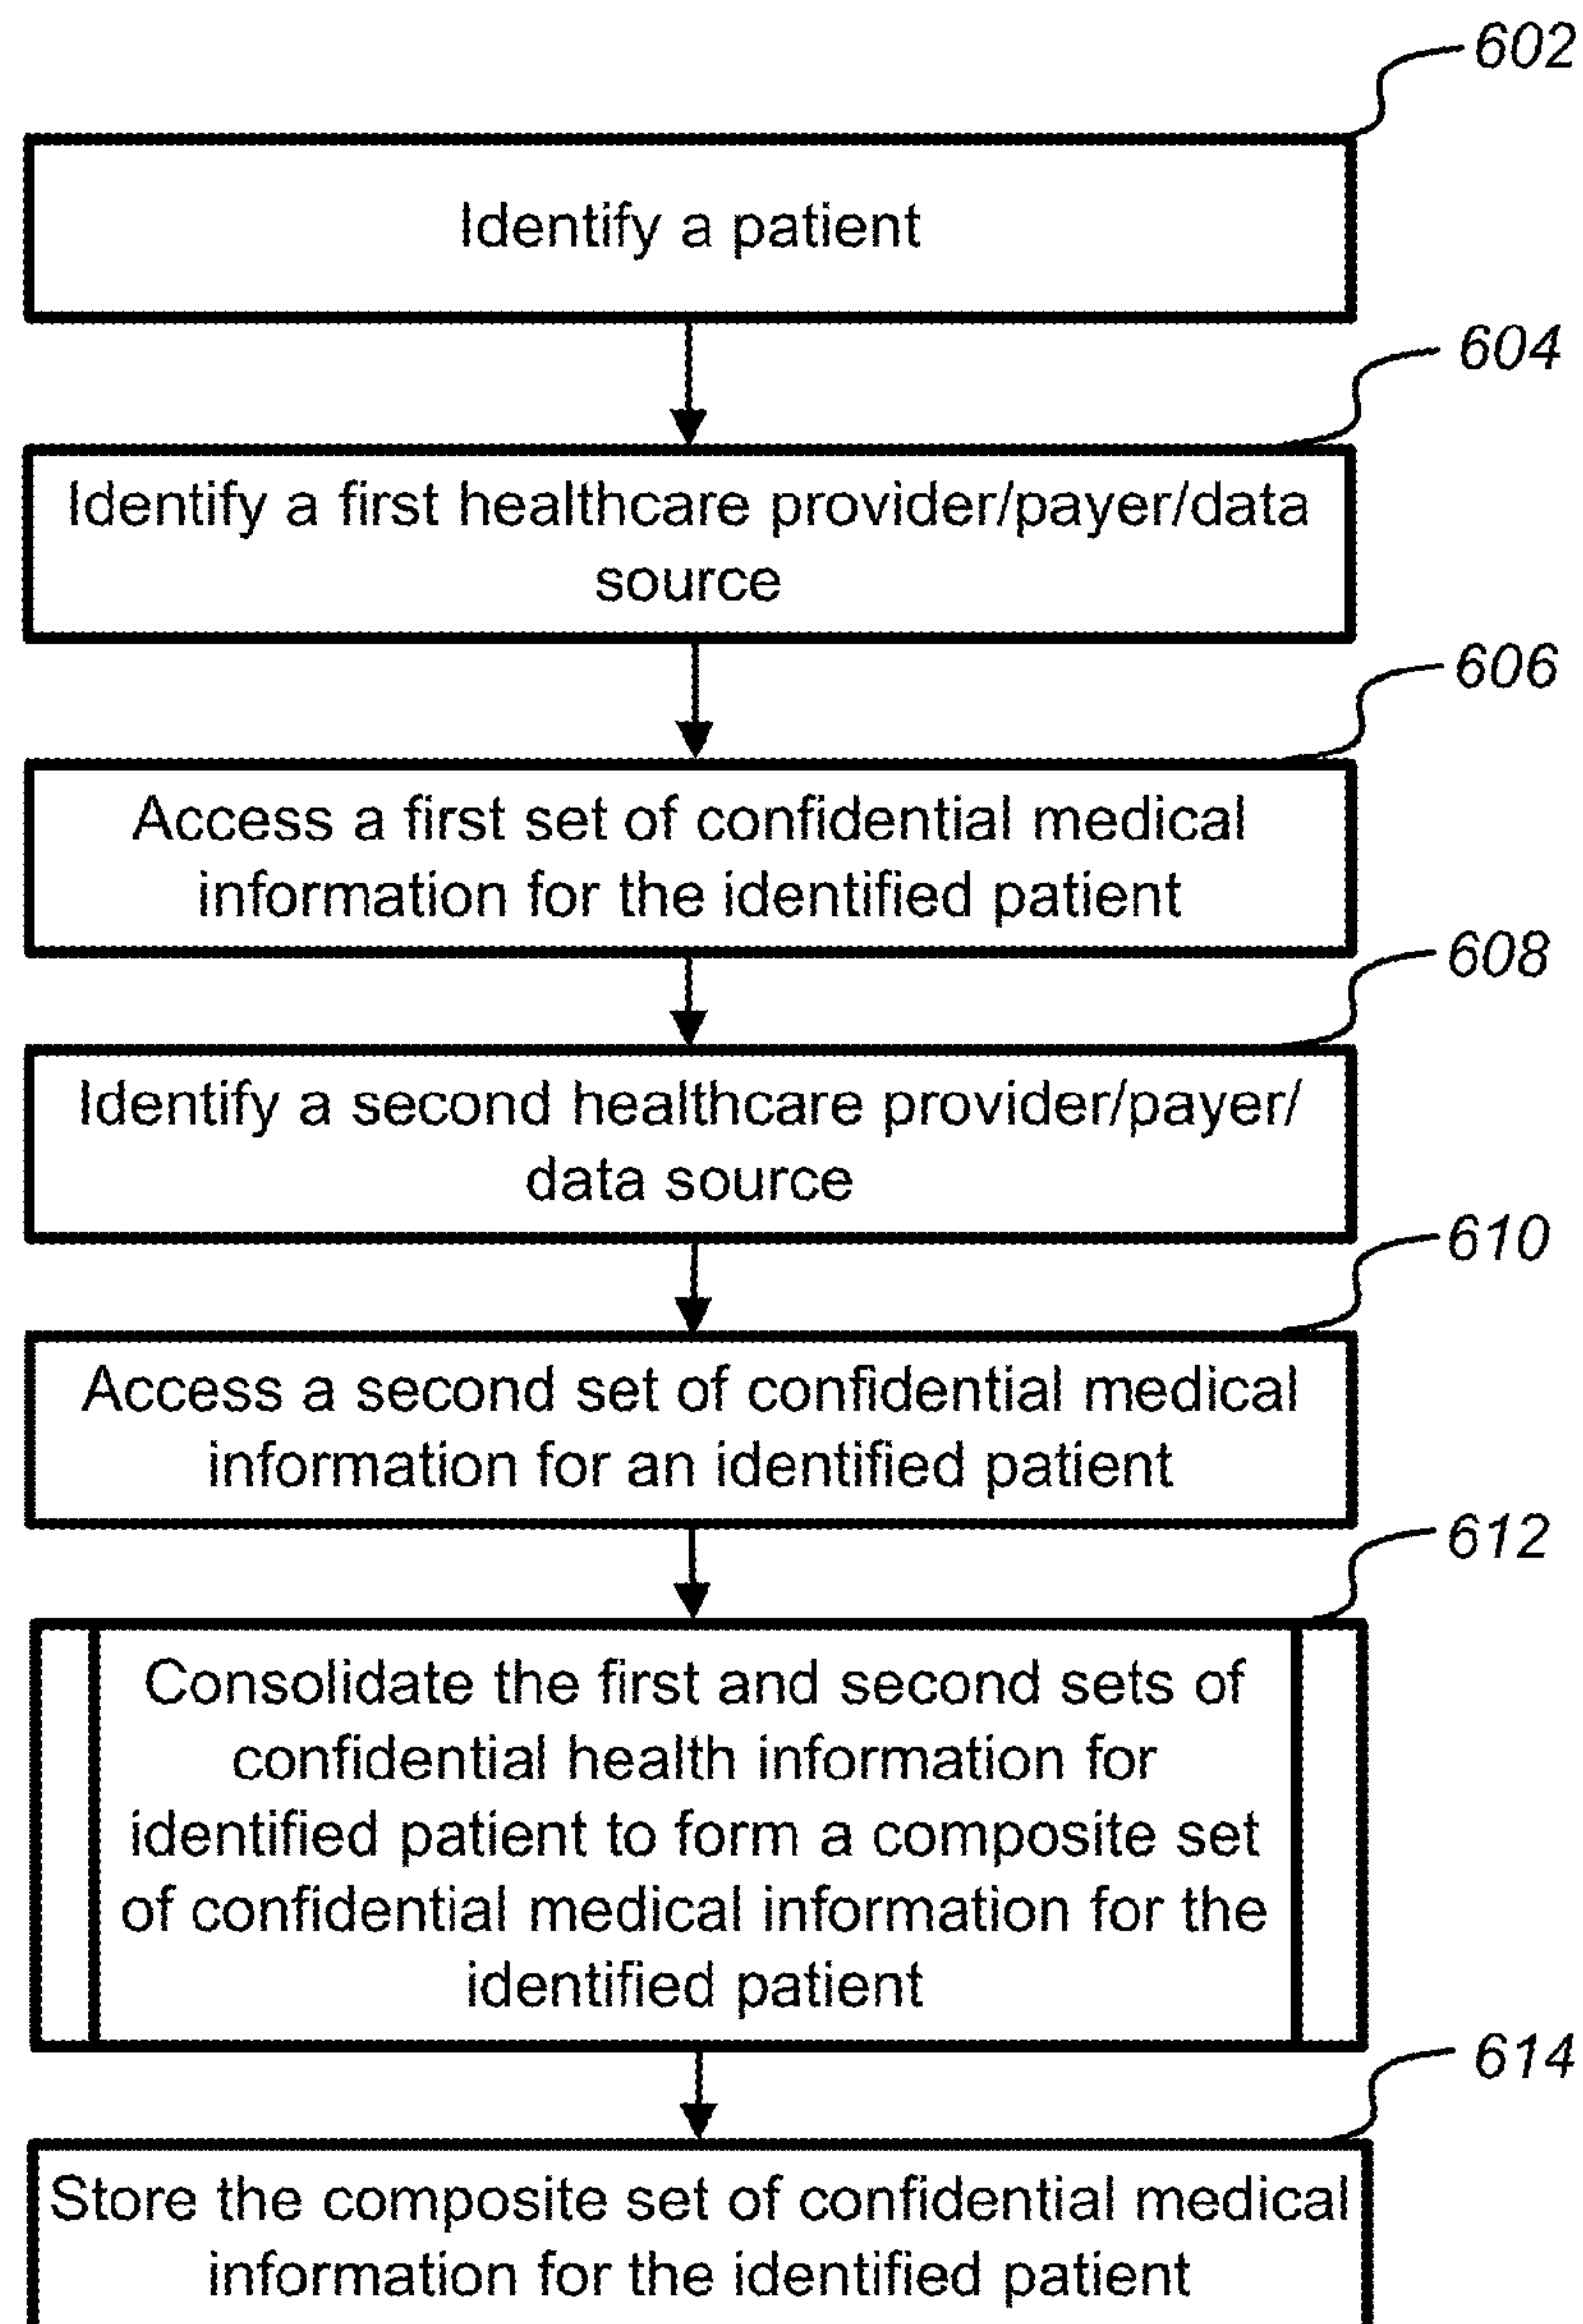 602
Identify a patient
604
Identify a first healthcare provider/payer/data
source
606
Access a first set of confidential medical
information for the identified patient
608
Identify a second healthcare provider/payer/
data source
610
Access a second set of confidential medical
information for an identified patient
612
Consolidate the first and second sets of
confidential health information for
identified patient to form a composite set
of confidential medical information for the
identified patient
614
Store the composite set of confidential medical
information for the identified patient